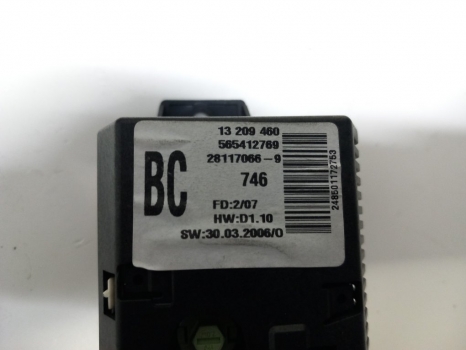 13 209 460
565412769
28117066-9
BC 746
FD:2/07
HW:D1.10
SW:30.03.2006/0
248501172763